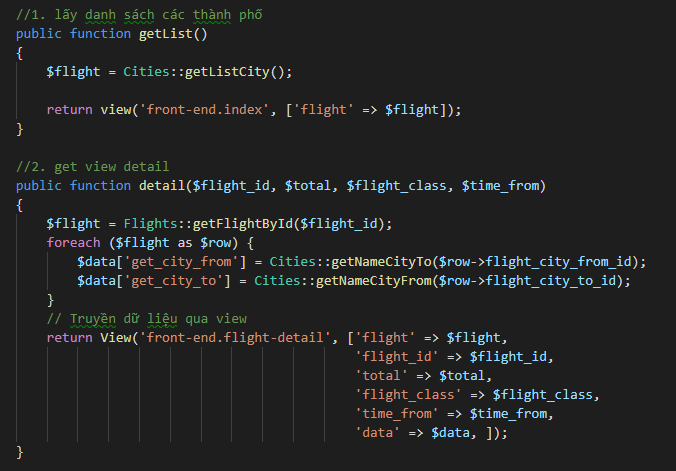 //1. lấy danh sách các thành phố
public function getList()
{
    $flight = Cities::getListCity();

    return view('front-end.index', ['flight' => $flight]);
}

//2. get view detail
public function detail($flight_id, $total, $flight_class, $time_from)
{
    $flight = Flights::getFlightById($flight_id);
    foreach ($flight as $row) {
        $data['get_city_from'] = Cities::getNameCityTo($row->flight_city_from_id);
        $data['get_city_to'] = Cities::getNameCityFrom($row->flight_city_to_id);
    }
    // Truyền dữ liệu qua view
    return View('front-end.flight-detail', ['flight' => $flight,
                                            'flight_id' => $flight_id,
                                            'total' => $total,
                                            'flight_class' => $flight_class,
                                            'time_from' => $time_from,
                                            'data' => $data, ]);
}